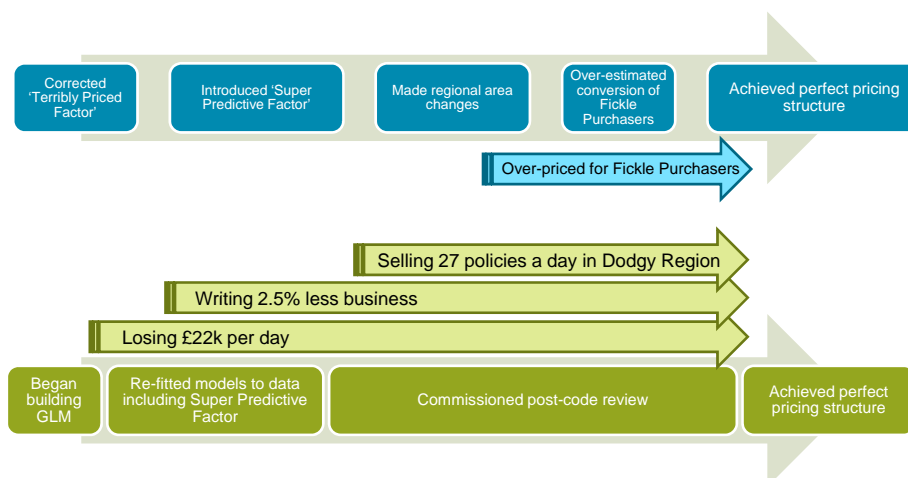 Corrected
‘Terribly Priced
Factor’
Introduced ‘Super
Predictive Factor’
Made regional area
changes
Over-estimated
conversion of
Fickle
Purchasers
Achieved perfect pricing
structure
Over-priced for Fickle Purchasers
Selling 27 policies a day in Dodgy Region
Writing 2.5% less business
Losing £22k per day
Began
building
GLM
Re-fitted models to data
including Super Predictive
Factor
Commissioned post-code review
Achieved perfect
pricing structure